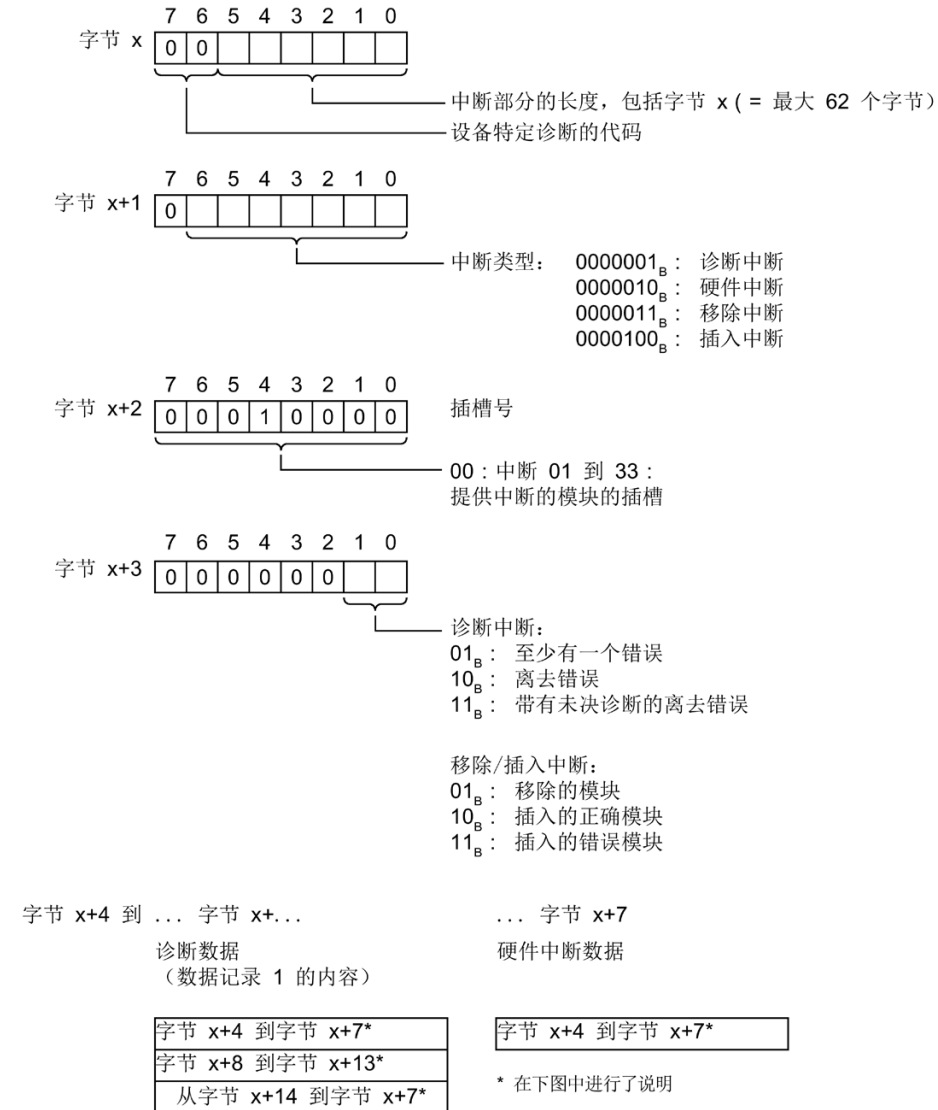 7 6 5 4 3 2 1 0
字节 x 0 0
中断部分的长度，包括字节 x ( = 最大 62 个字节）
设备特定诊断的代码
7 6 5 4 3 2 1 0
字节 x+1 0
中断类型： 0000001B : 诊断中断
0000010B : 硬件中断
0000011B : 移除中断
0000100B : 插入中断
7 6 5 4 3 2 1 0
字节 x+2 0 0 0 1 0 0 0 0 插槽号
00 : 中断 01 到 33 :
提供中断的模块的插槽
7 6 5 4 3 2 1 0
字节 x+3 0 0 0 0 0 0
诊断中断：
01B : 至少有一个错误
10B : 离去错误
11B : 带有未决诊断的离去错误
移除/插入中断：
01B : 移除的模块
10B : 插入的正确模块
11B : 插入的错误模块
字节 x+4 到 ... 字节 x+... ... 字节 x+7
诊断数据 硬件中断数据
（数据记录 1 的内容）
字节 x+4 到字节 x+7* 字节 x+4 到字节 x+7*
字节 x+8 到字节 x+13*
* 在下图中进行了说明
从字节 x+14 到字节 x+7*